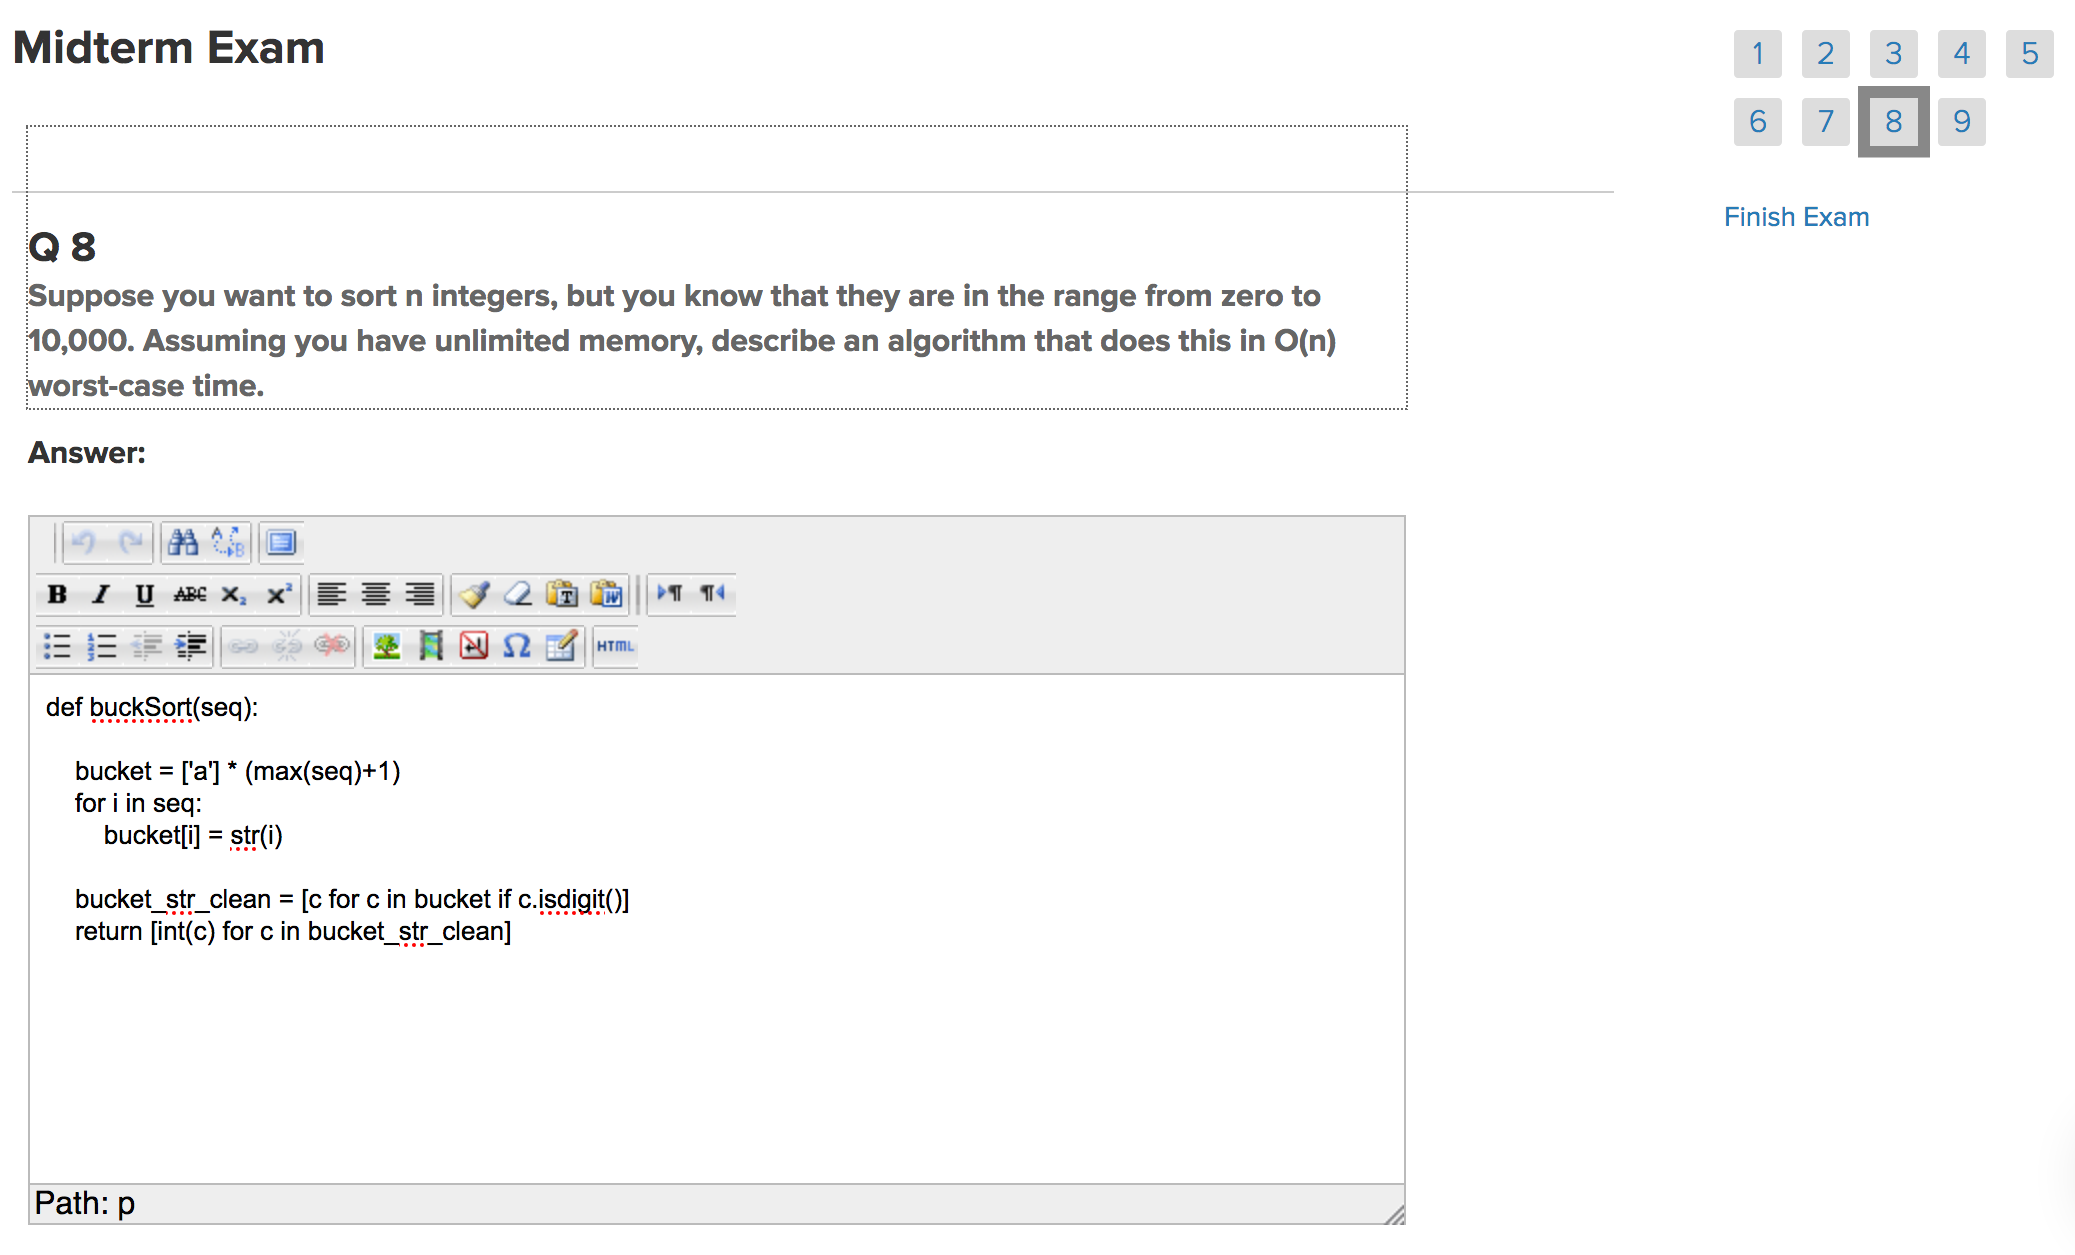 Midterm Exam
1 2 3 4 5
6 7 8 9
Finish Exam
Q 8
Suppose you want to sort n integers, but you know that they are in the range from zero to
10,000. Assuming you have unlimited memory, describe an algorithm that does this in O(n)
worst-case time.
Answer:
A B
B I U ABC X₂ X² T W ¶ ¶
1 2 3 Ω HTML
def buckSort(seq):
bucket = ['a'] * (max(seq)+1)
for i in seq:
bucket[i] = str(i)
bucket_str_clean = [c for c in bucket if c.isdigit()]
return [int(c) for c in bucket_str_clean]
Path: p